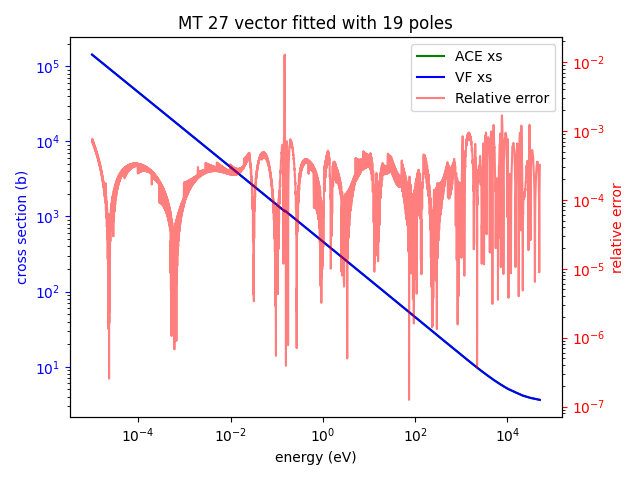 MT 27 vector fitted with 19 poles
ACE xs
VF xs
Relative error
cross section (b)
10^5
10^4
10^3
10^2
10^1
10^-2
10^-3
10^-4
10^-5
10^-6
10^-7
relative error
10^-4
10^-2
10^0
10^2
10^4
energy (eV)